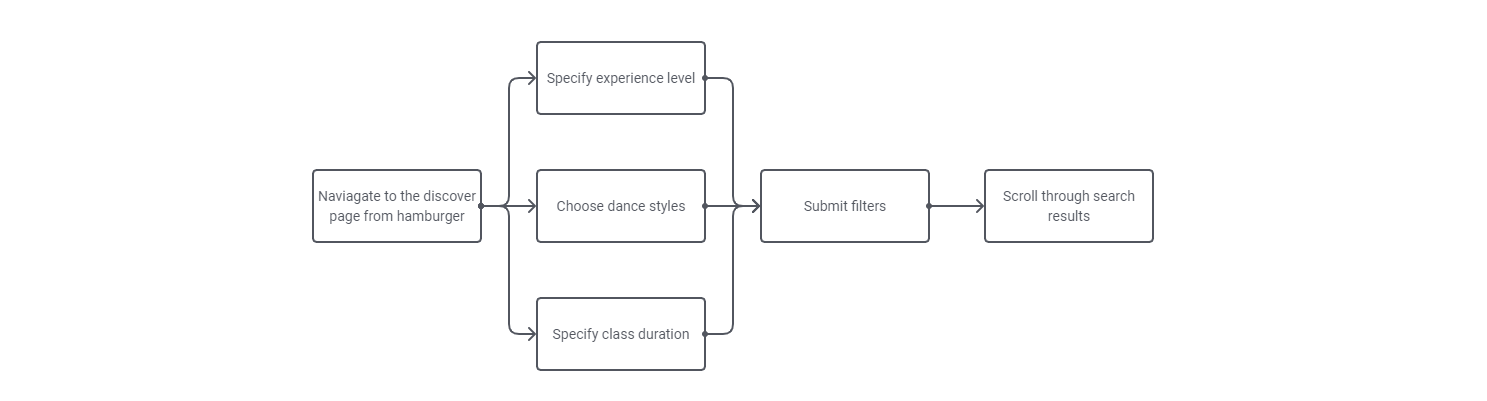 Naviagate to the discover
page from hamburger
Specify experience level
Choose dance styles
Specify class duration
Submit filters
Scroll through search
results